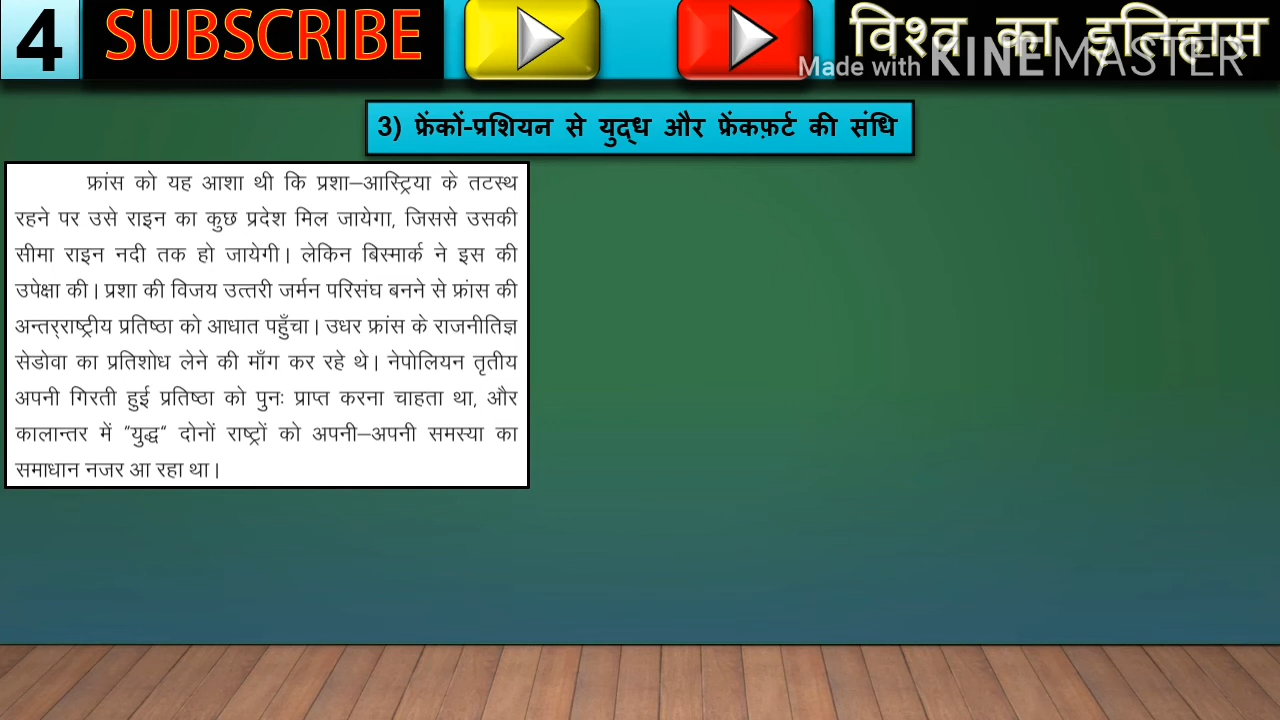 4 SUBSCRIBE विश्व का इतिहास
Made with KINEMASTER
3) फ्रेंकों-प्रशियन से युद्ध और फ्रेंकफ़र्ट की संधि
फ्रांस को यह आशा थी कि प्रशा–आस्ट्रिया के तटस्थ
रहने पर उसे राइन का कुछ प्रदेश मिल जायेगा, जिससे उसकी
सीमा राइन नदी तक हो जायेगी। लेकिन बिस्मार्क ने इस की
उपेक्षा की। प्रशा की विजय उत्तरी जर्मन परिसंघ बनने से फ्रांस की
अन्तर्‌राष्ट्रीय प्रतिष्ठा को आधात पहुँचा। उधर फ्रांस के राजनीतिज्ञ
सेडोवा का प्रतिशोध लेने की माँग कर रहे थे। नेपोलियन तृतीय
अपनी गिरती हुई प्रतिष्ठा को पुनः प्राप्त करना चाहता था, और
कालान्तर में "युद्ध" दोनों राष्ट्रों को अपनी–अपनी समस्या का
समाधान नजर आ रहा था।